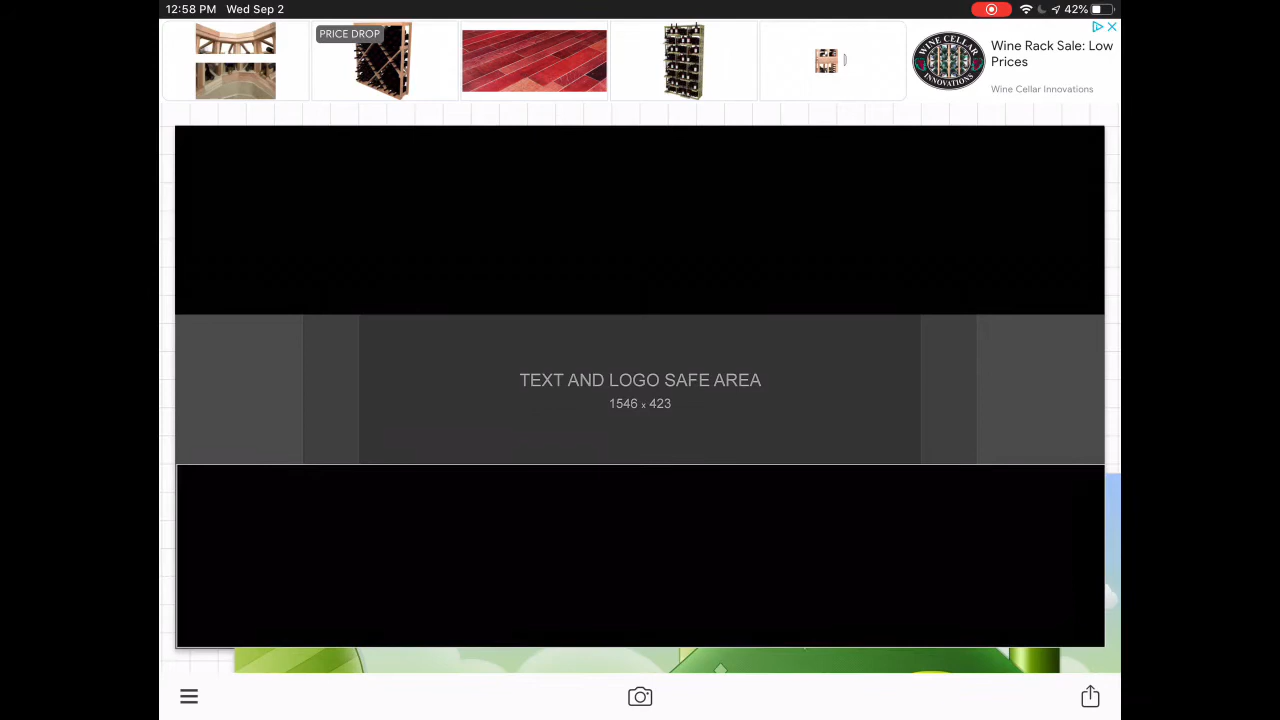 12:58 PM Wed Sep 2
42%
PRICE DROP
WINE CELLAR
INNOVATIONS
Wine Rack Sale: Low
Prices
Wine Cellar Innovations
TEXT AND LOGO SAFE AREA
1546 x 423